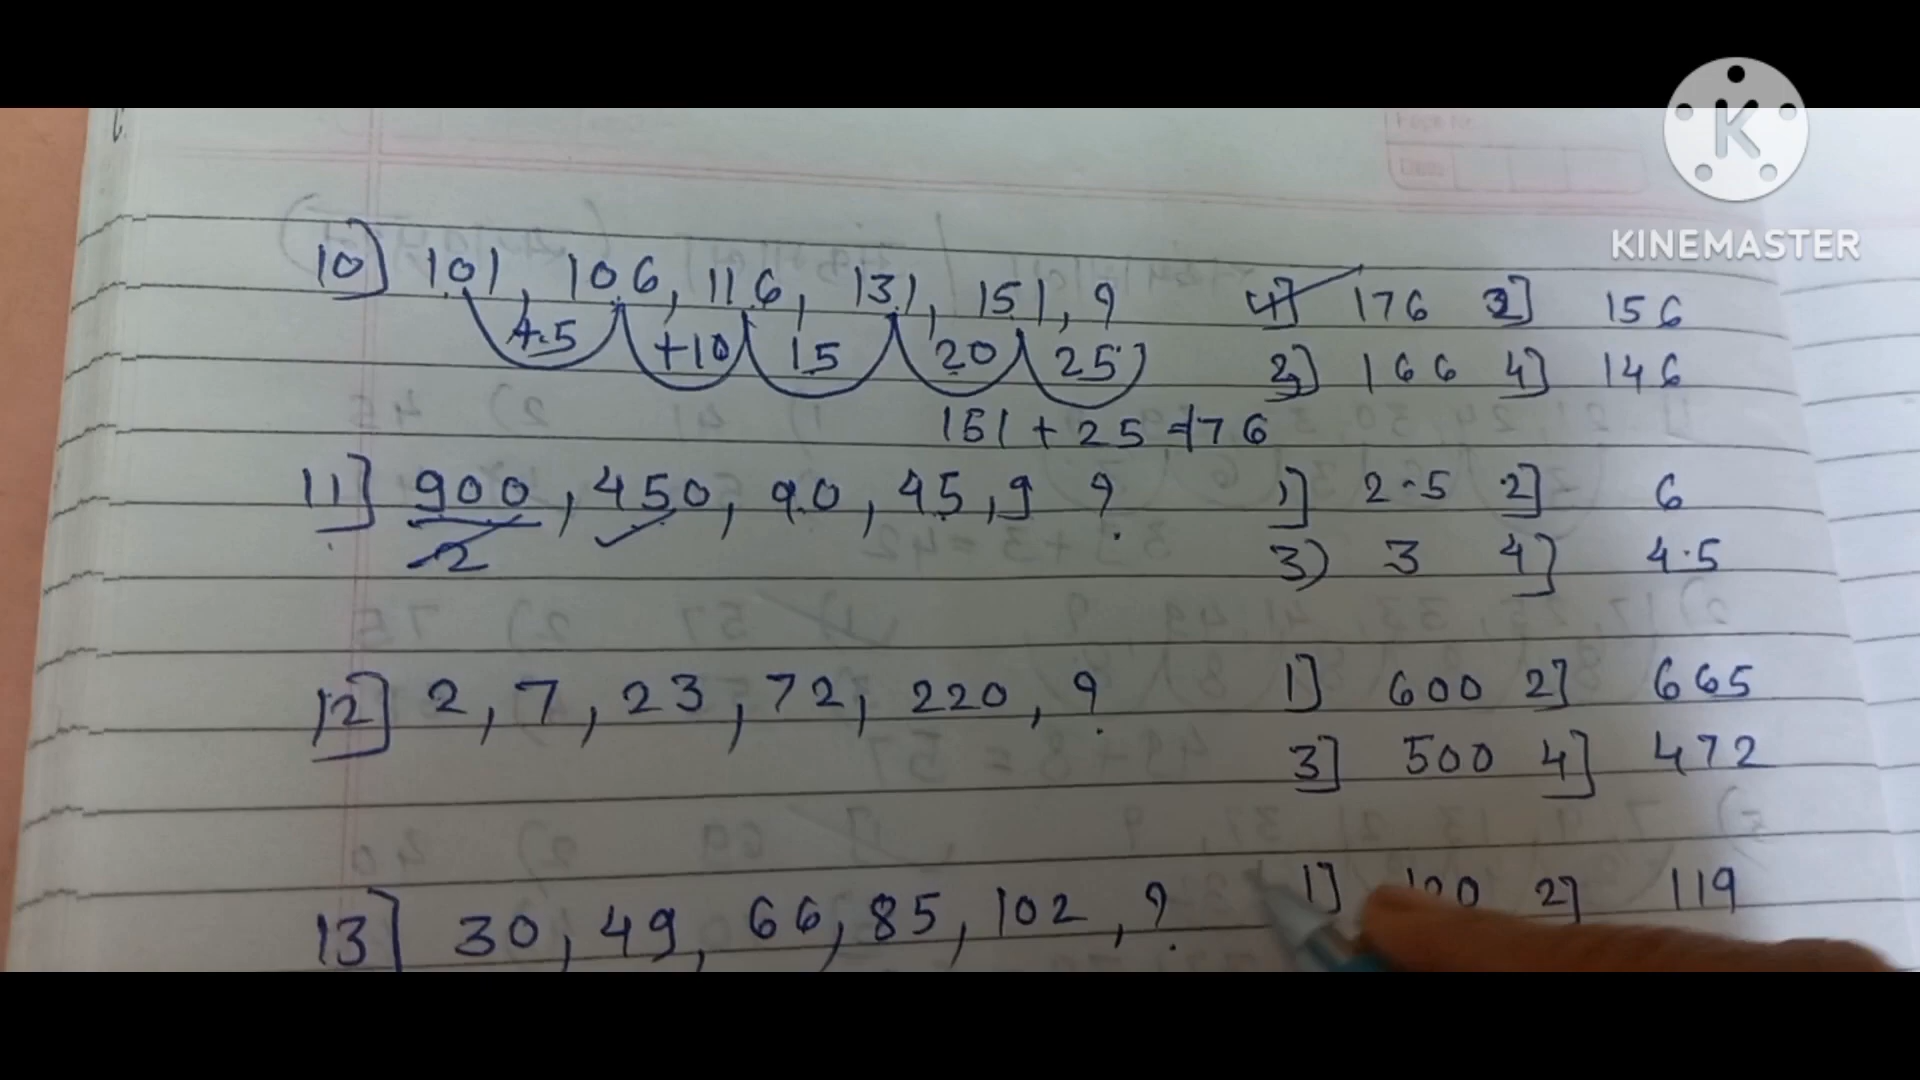 K
KINEMASTER
10] 101, 106, 116, 131, 151, ? 1] 176 3] 156
+5 +10 15 20 25 2] 166 4] 146
151 + 25 = 176
11] 900, 450, 90, 45, 9 ? 1] 2.5 2] 6
2 3) 3 4] 4.5
12] 2, 7, 23, 72, 220, ? 1] 600 2] 665
3] 500 4] 472
13] 30, 49, 66, 85, 102, ? 1] 2] 119